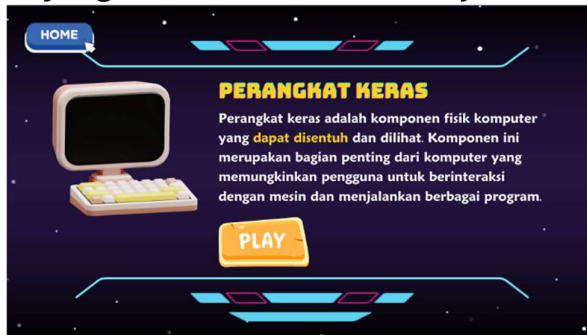 HOME
PERANGKAT KERAS
Perangkat keras adalah komponen fisik komputer
yang dapat disentuh dan dilihat. Komponen ini
merupakan bagian penting dari komputer yang
memungkinkan pengguna untuk berinteraksi
dengan mesin dan menjalankan berbagai program.
PLAY